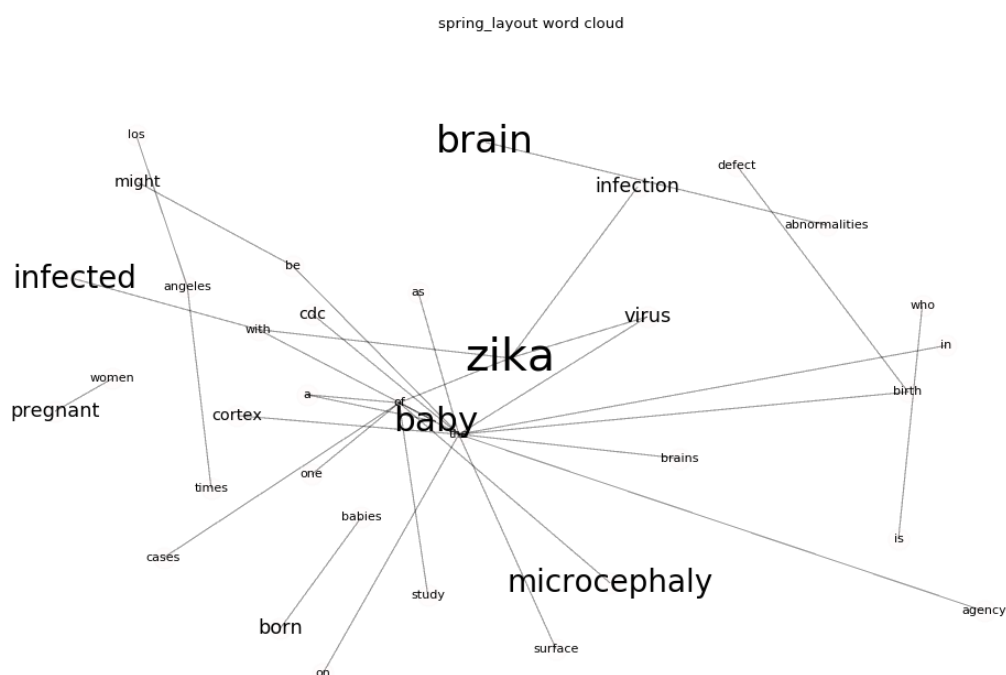 spring_layout word cloud
los
brain
defect
might
infection
abnormalities
be
infected
angeles
as
who
cdc
virus
with
in
zika
women
birth
a
of
pregnant
cortex
baby
the
brains
one
times
babies
is
cases
microcephaly
study
agency
born
surface
on